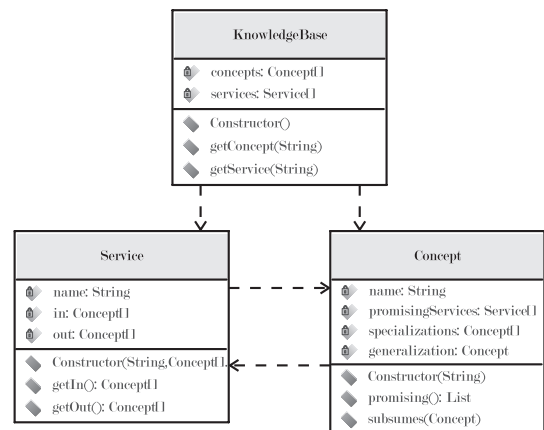 KnowledgeBase
concepts: Concept[]
services: Service[]
Constructor()
getConcept(String)
getService(String)
Service
name: String
in: Concept[]
out: Concept[]
Constructor(String,Concept[],
getIn(): Concept[]
getOut(): Concept[]
Concept
name: String
promisingServices: Service[]
specializations: Concept[]
generalization: Concept
Constructor(String)
promising(): List
subsumes(Concept)